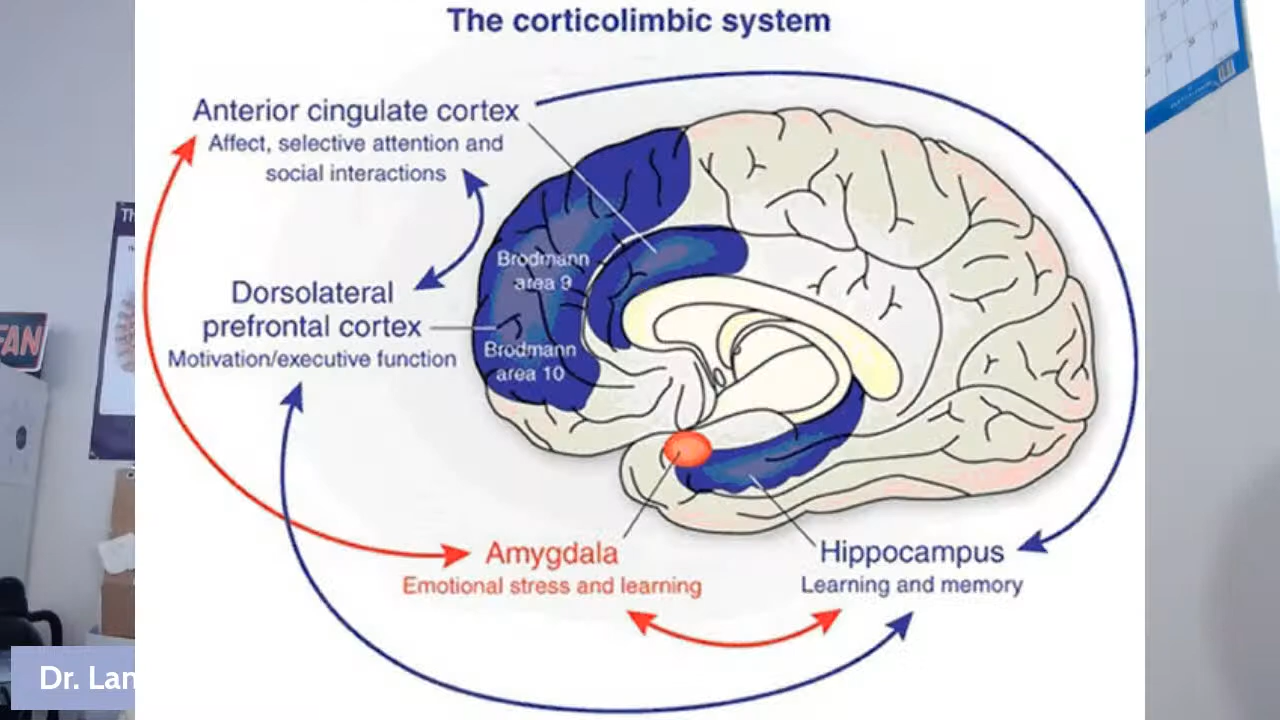 The corticolimbic system
Anterior cingulate cortex
Affect, selective attention and
social interactions
Brodmann
area 9
Dorsolateral
prefrontal cortex
Motivation/executive function
Brodmann
area 10
Amygdala
Emotional stress and learning
Hippocampus
Learning and memory
FAN
Dr. Lan